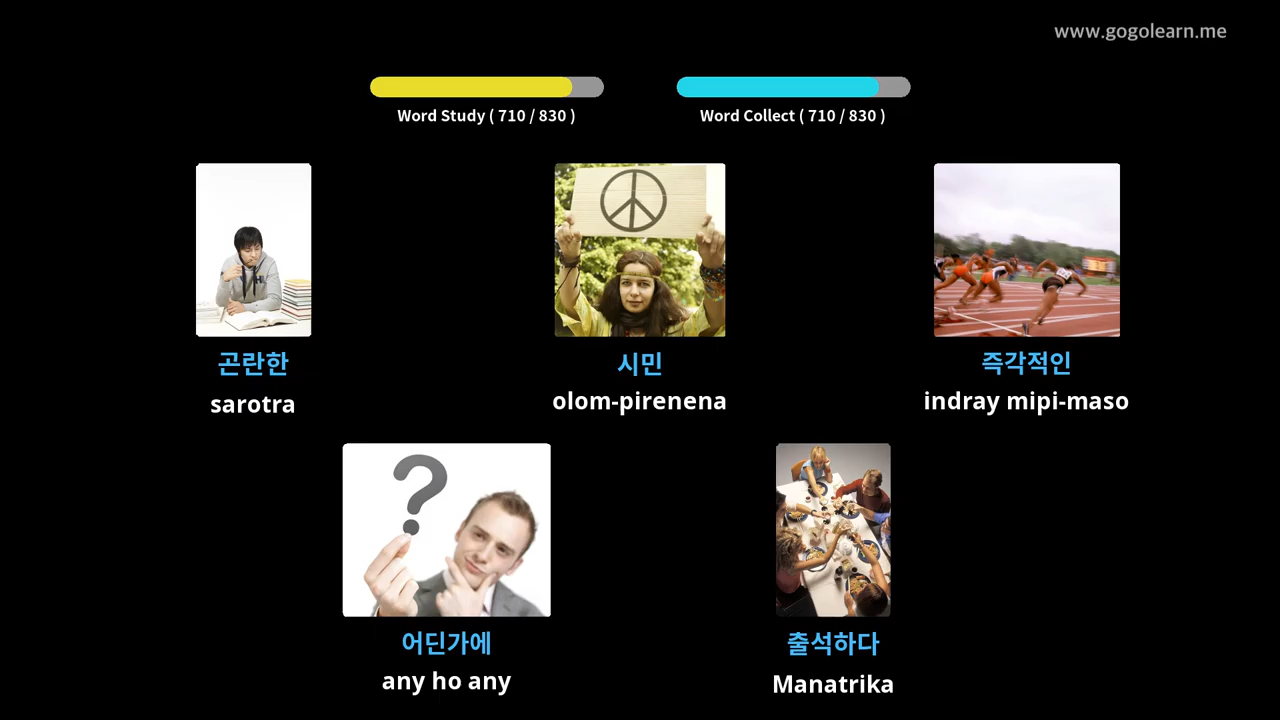 www.gogolearn.me
Word Study ( 710 / 830 )
Word Collect ( 710 / 830 )
곤란한
sarotra
시민
olom-pirenena
즉각적인
indray mipi-maso
어딘가에
any ho any
출석하다
Manatrika